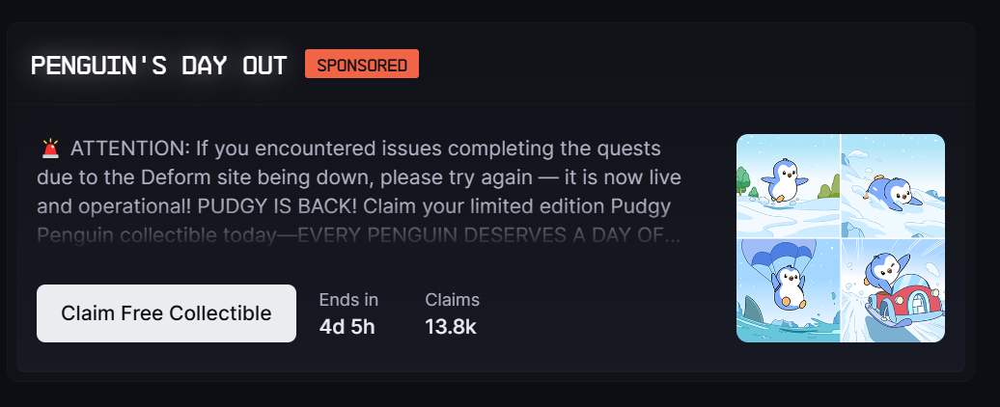 PENGUIN'S DAY OUT SPONSORED
🚨 ATTENTION: If you encountered issues completing the quests
due to the Deform site being down, please try again — it is now live
and operational! PUDGY IS BACK! Claim your limited edition Pudgy
Penguin collectible today—EVERY PENGUIN DESERVES A DAY OF...
Claim Free Collectible
Ends in
4d 5h
Claims
13.8k